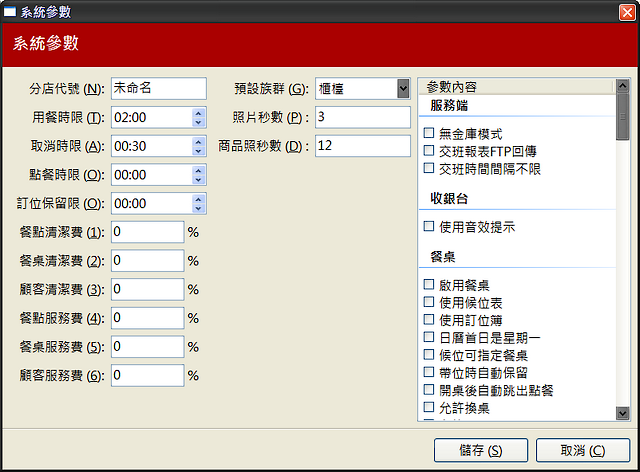 系統參數
系統參數
分店代號 (N): 未命名
用餐時限 (T): 02:00
取消時限 (A): 00:30
點餐時限 (O): 00:00
訂位保留限 (O): 00:00
餐點清潔費 (1): 0 %
餐桌清潔費 (2): 0 %
顧客清潔費 (3): 0 %
餐點服務費 (4): 0 %
餐桌服務費 (5): 0 %
顧客服務費 (6): 0 %
預設族群 (G): 櫃檯
照片秒數 (P) : 3
商品照秒數 (D) : 12
參數內容
服務端
無金庫模式
交班報表FTP回傳
交班時間間隔不限
收銀台
使用音效提示
餐桌
啟用餐桌
使用候位表
使用訂位簿
日曆首日是星期一
候位可指定餐桌
帶位時自動保留
開桌後自動跳出點餐
允許換桌
儲存 (S)
取消 (C)